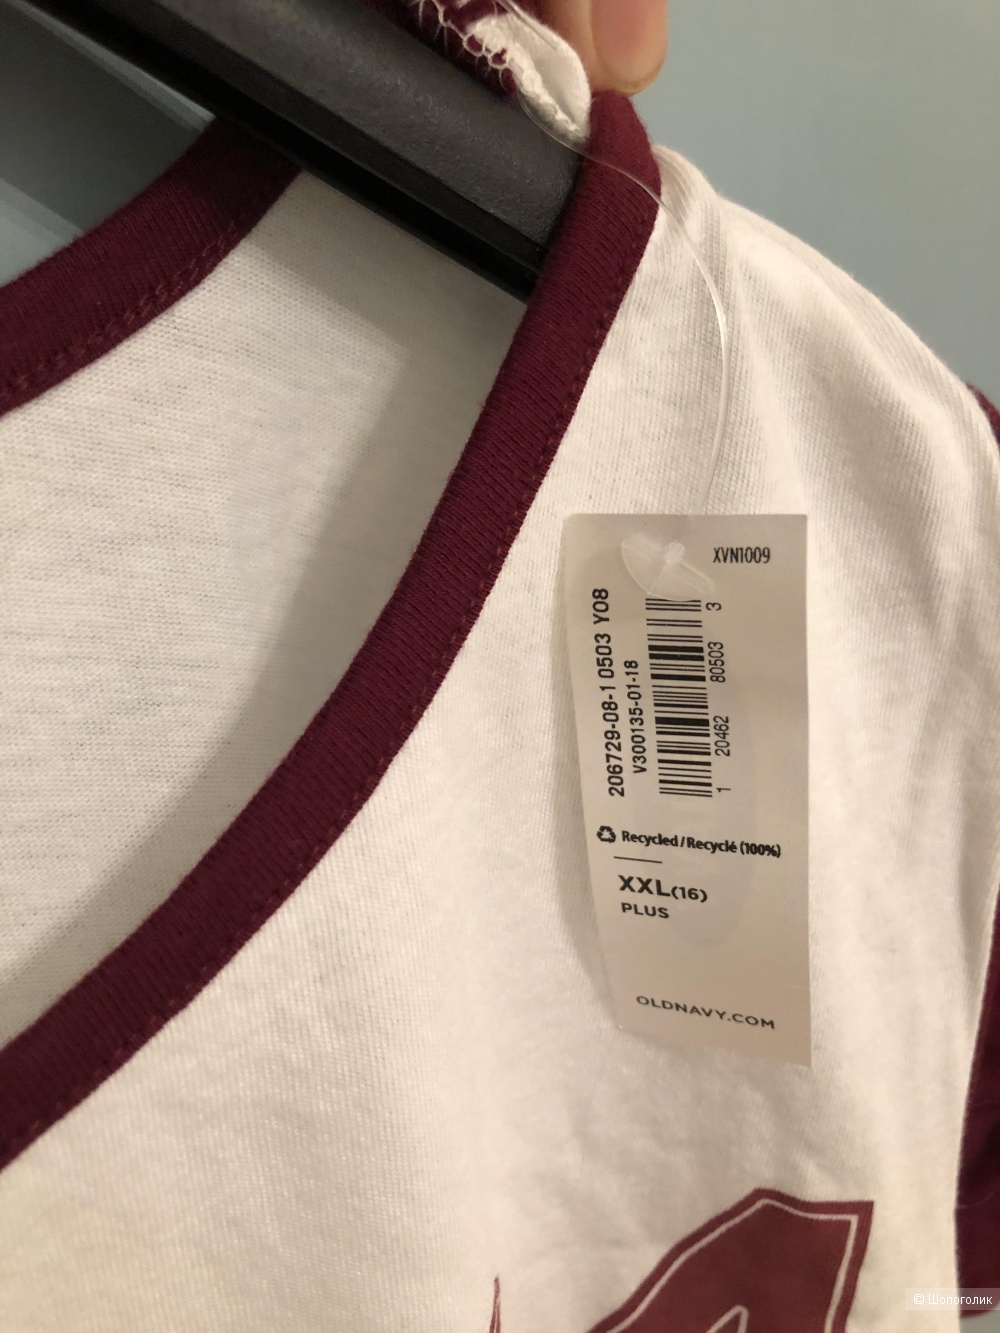 XVN1009
206729-08-1 0503 Y08
V300135-01-18
1 20462 80503 3
Recycled / Recyclé (100%)
XXL(16)
PLUS
OLDNAVY.COM
© Шопоголик